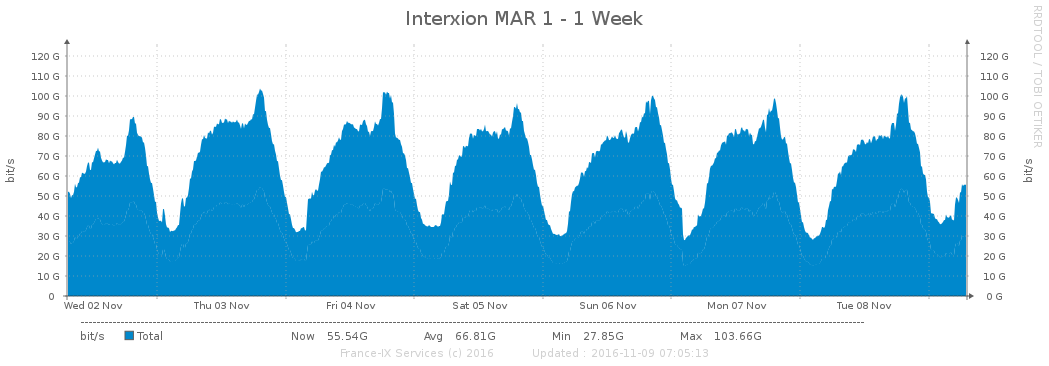 Interxion MAR 1 - 1 Week
RRDTOOL / TOBI OETIKER
bit/s
120 G 120 G
110 G 110 G
100 G 100 G
90 G 90 G
80 G 80 G
70 G 70 G
60 G 60 G
50 G 50 G
40 G 40 G
30 G 30 G
20 G 20 G
10 G 10 G
0 0 G
bit/s
Wed 02 Nov Thu 03 Nov Fri 04 Nov Sat 05 Nov Sun 06 Nov Mon 07 Nov Tue 08 Nov
bit/s Total Now 55.54G Avg 66.81G Min 27.85G Max 103.66G
France-IX Services (c) 2016 Updated : 2016-11-09 07:05:13